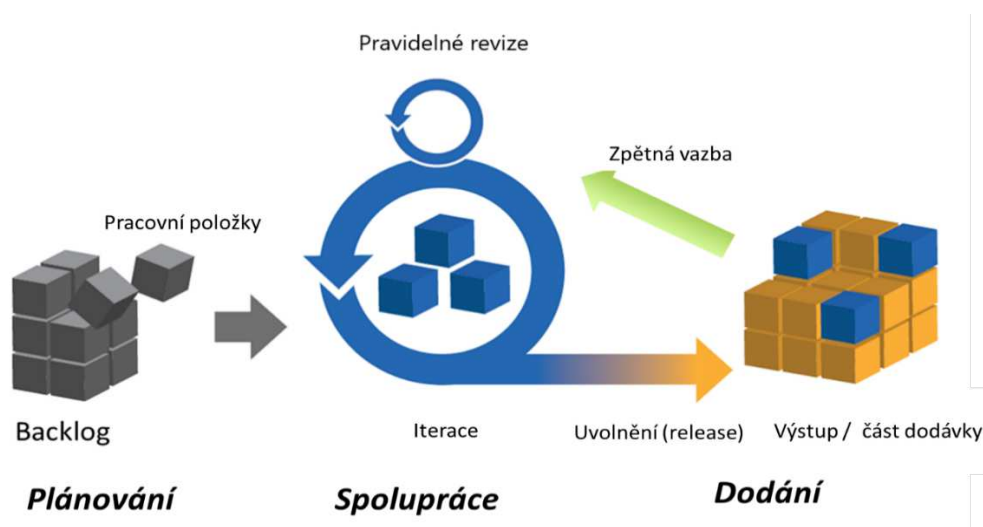 Pravidelné revize
Zpětná vazba
Pracovní položky
Backlog
Iterace
Uvolnění (release)
Výstup / část dodávky
Plánování
Spolupráce
Dodání